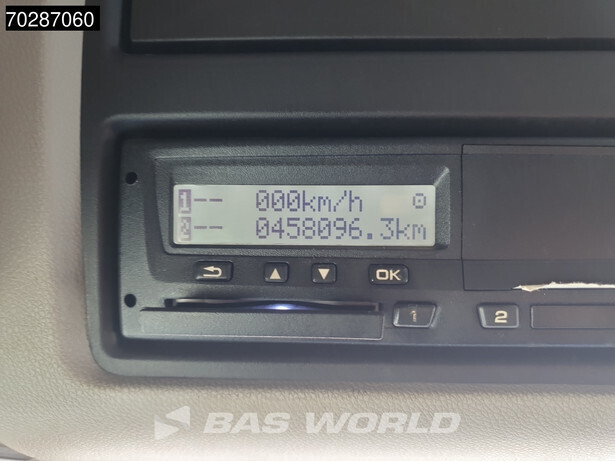 70287060
1-- 000km/h
2-- 0458096.3km
OK
1 2
BAS WORLD